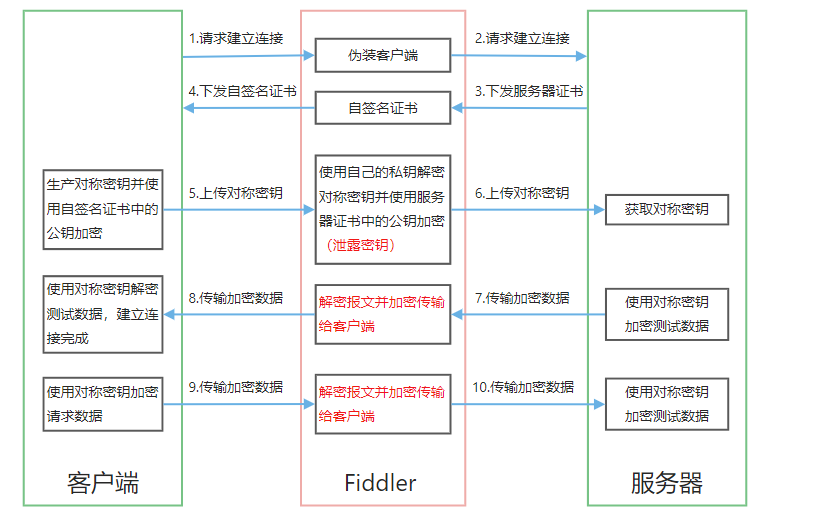 1.请求建立连接
2.请求建立连接
伪装客户端
4.下发自签名证书
3.下发服务器证书
自签名证书
生产对称密钥并使
用自签名证书中的
公钥加密
5.上传对称密钥
使用自己的私钥解密
对称密钥并使用服务
器证书中的公钥加密
（泄露密钥）
6.上传对称密钥
获取对称密钥
使用对称密钥解密
测试数据，建立连
接完成
8.传输加密数据
解密报文并加密传输
给客户端
7.传输加密数据
使用对称密钥
加密测试数据
使用对称密钥加密
请求数据
9.传输加密数据
解密报文并加密传输
给客户端
10.传输加密数据
使用对称密钥
加密测试数据
客户端
Fiddler
服务器